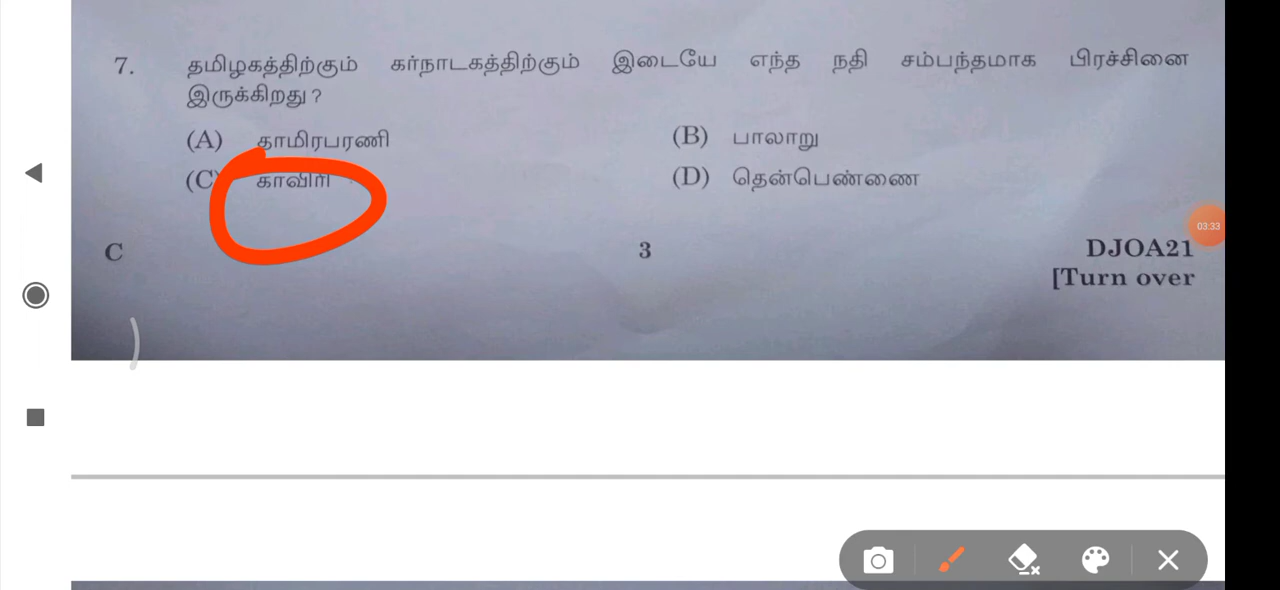 7. தமிழகத்திற்கும் கர்நாடகத்திற்கும் இடையே எந்த நதி சம்பந்தமாக பிரச்சினை
இருக்கிறது ?
(A) தாமிரபரணி (B) பாலாறு
(C) காவிரி (D) தென்பெண்ணை
03:33
C 3 DJOA21
[Turn over